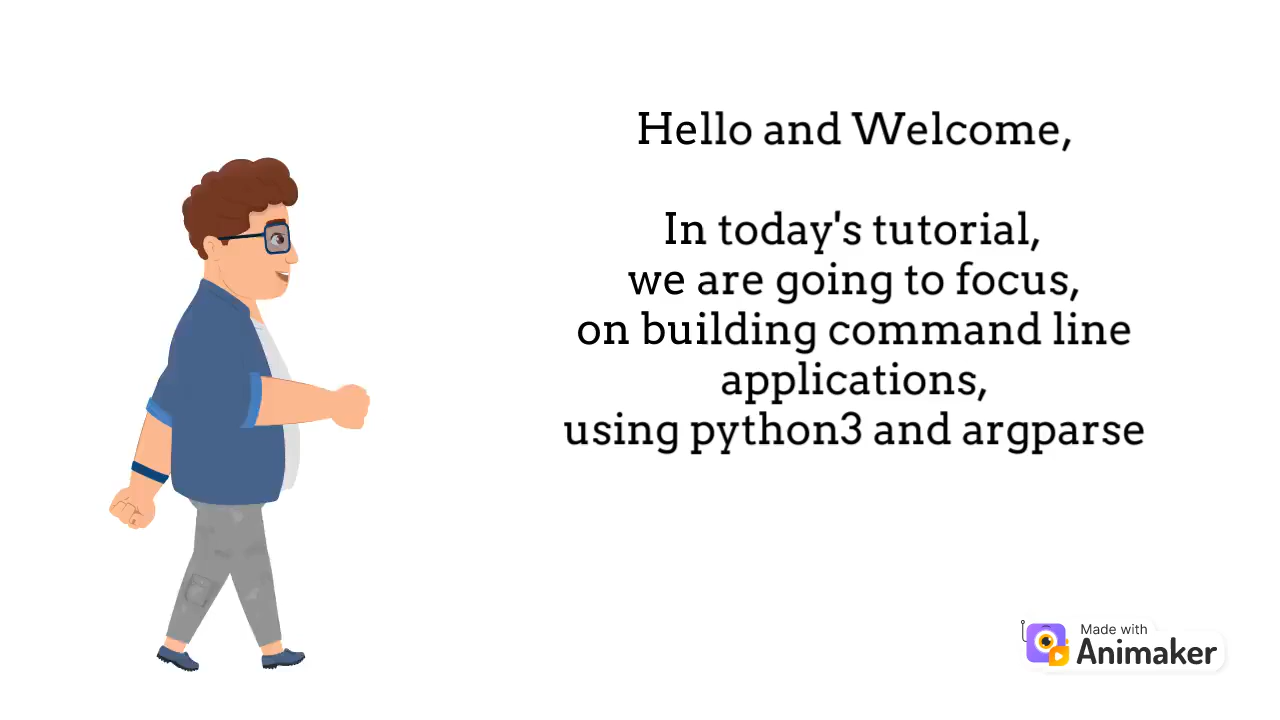 Hello and Welcome,
In today's tutorial,
we are going to focus,
on building command line
applications,
using python3 and argparse
Made with
Animaker